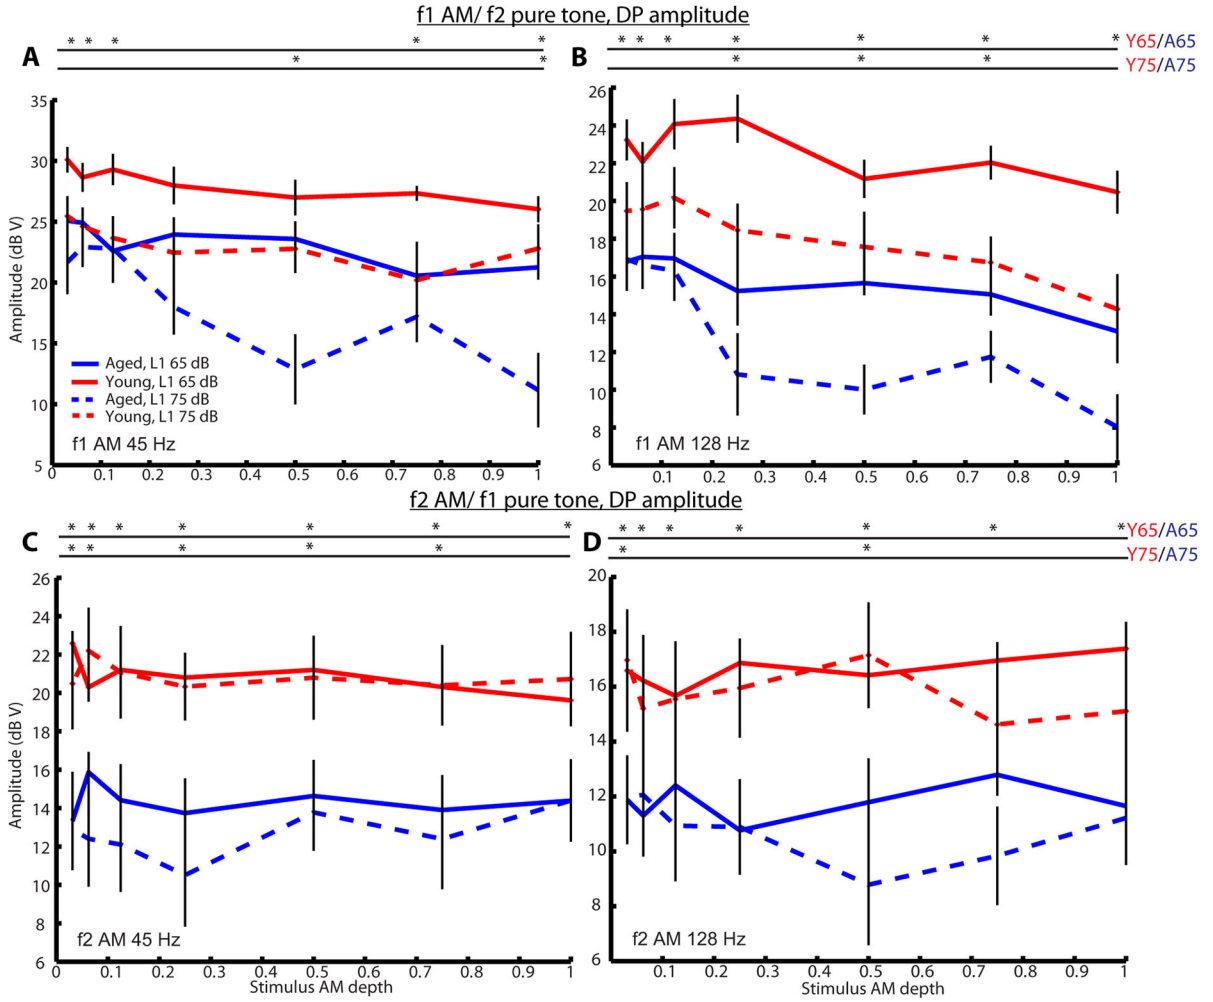 f1 AM/ f2 pure tone, DP amplitude
* * * * * Y65/A65
* * Y75/A75
A
* * * * * * * Y65/A65
* * * Y75/A75
B
35
30
25
20
15
10
5
Amplitude (dB V)
Aged, L1 65 dB
Young, L1 65 dB
Aged, L1 75 dB
Young, L1 75 dB
f1 AM 45 Hz
0 0.1 0.2 0.3 0.4 0.5 0.6 0.7 0.8 0.9 1
26
24
22
20
18
16
14
12
10
8
6
f1 AM 128 Hz
0.1 0.2 0.3 0.4 0.5 0.6 0.7 0.8 0.9 1
f2 AM/ f1 pure tone, DP amplitude
* * * * * * *
* * * * *
C
* * * * * * * Y65/A65
* * Y75/A75
D
26
24
22
20
18
16
14
12
10
8
6
Amplitude (dB V)
f2 AM 45 Hz
0 0.1 0.2 0.3 0.4 0.5 0.6 0.7 0.8 0.9 1
Stimulus AM depth
20
18
16
14
12
10
8
6
f2 AM 128 Hz
0.1 0.2 0.3 0.4 0.5 0.6 0.7 0.8 0.9 1
Stimulus AM depth